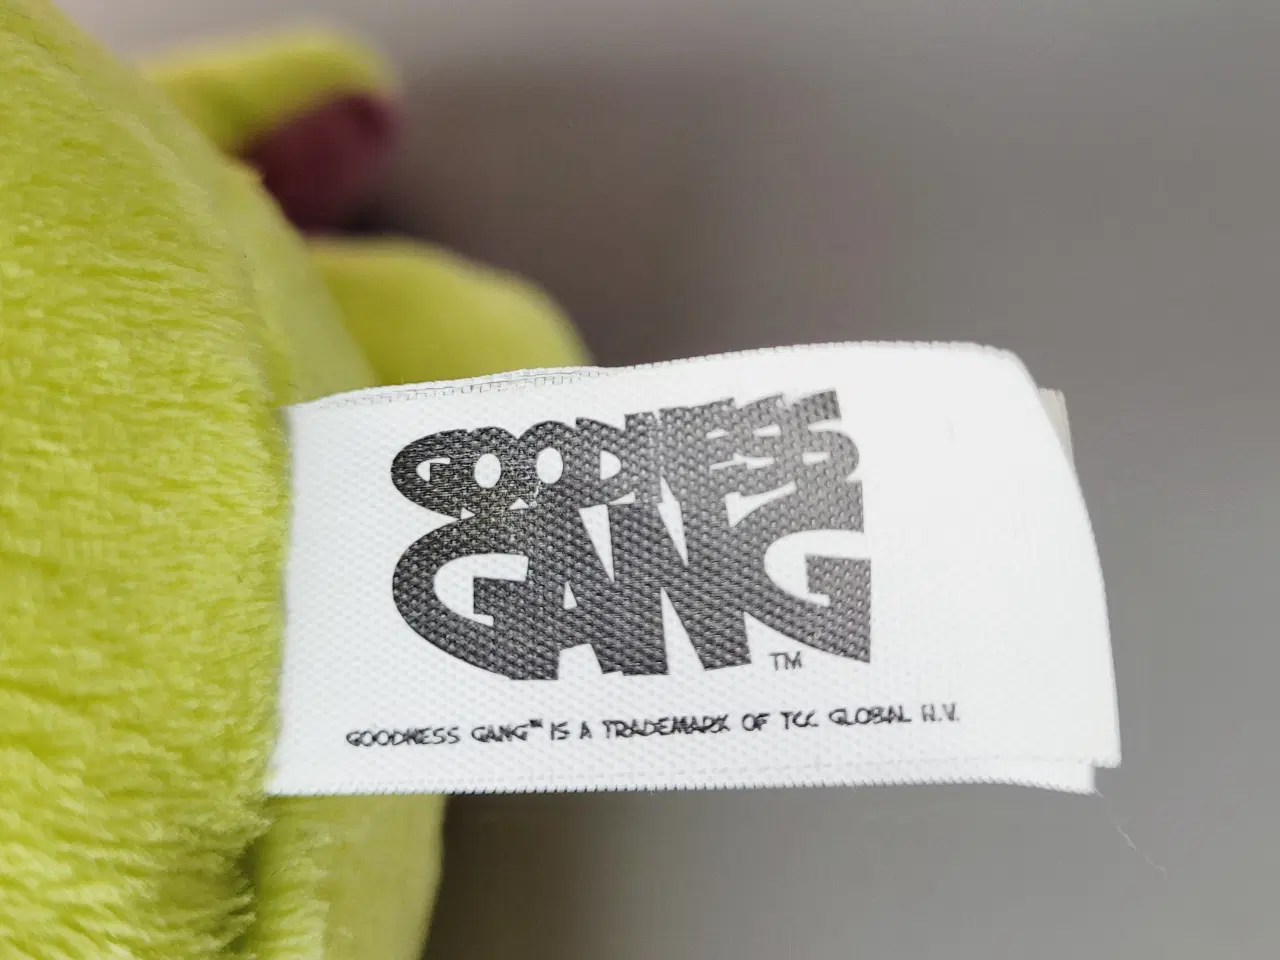 GOODNESS
GANG
TM
GOODNESS GANG™ IS A TRADEMARK OF TCC GLOBAL N.V.